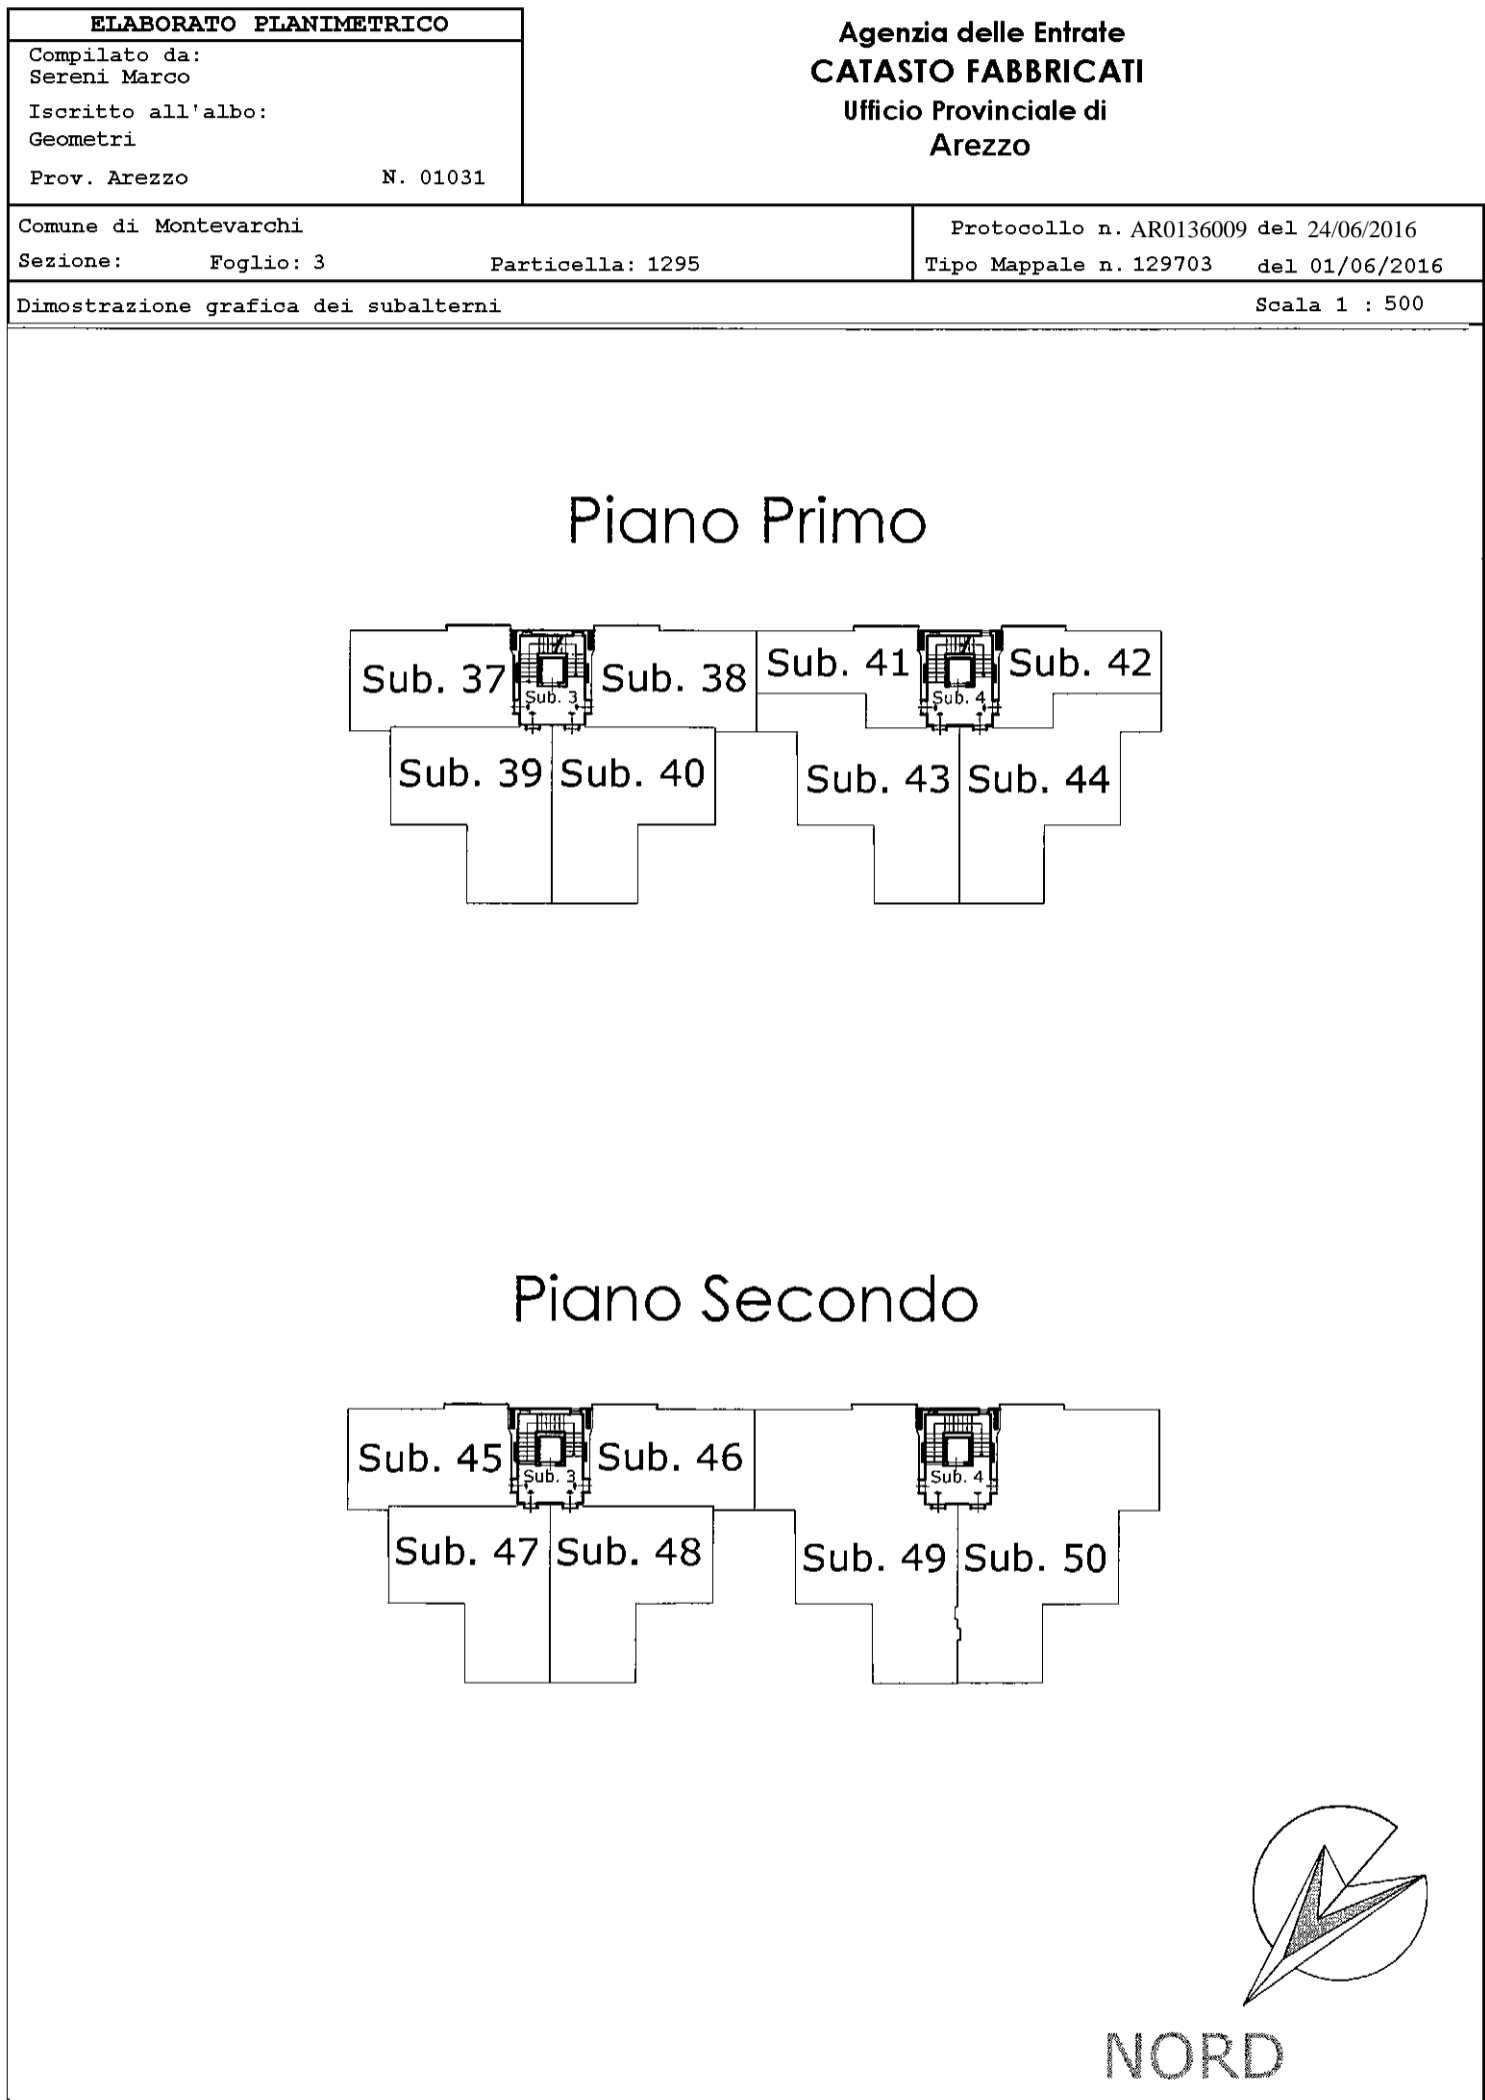 ELABORATO PLANIMETRICO
Compilato da:
Sereni Marco
Iscritto all'albo:
Geometri
Prov. Arezzo N. 01031
Agenzia delle Entrate
CATASTO FABBRICATI
Ufficio Provinciale di
Arezzo
Comune di Montevarchi
Sezione: Foglio: 3 Particella: 1295
Protocollo n. AR0136009 del 24/06/2016
Tipo Mappale n. 129703 del 01/06/2016
Dimostrazione grafica dei subalterni Scala 1 : 500
Piano Primo
Sub. 37 Sub. 38 Sub. 41 Sub. 42
Sub. 3 Sub. 4
Sub. 39 Sub. 40 Sub. 43 Sub. 44
Piano Secondo
Sub. 45 Sub. 46
Sub. 3 Sub. 4
Sub. 47 Sub. 48 Sub. 49 Sub. 50
NORD